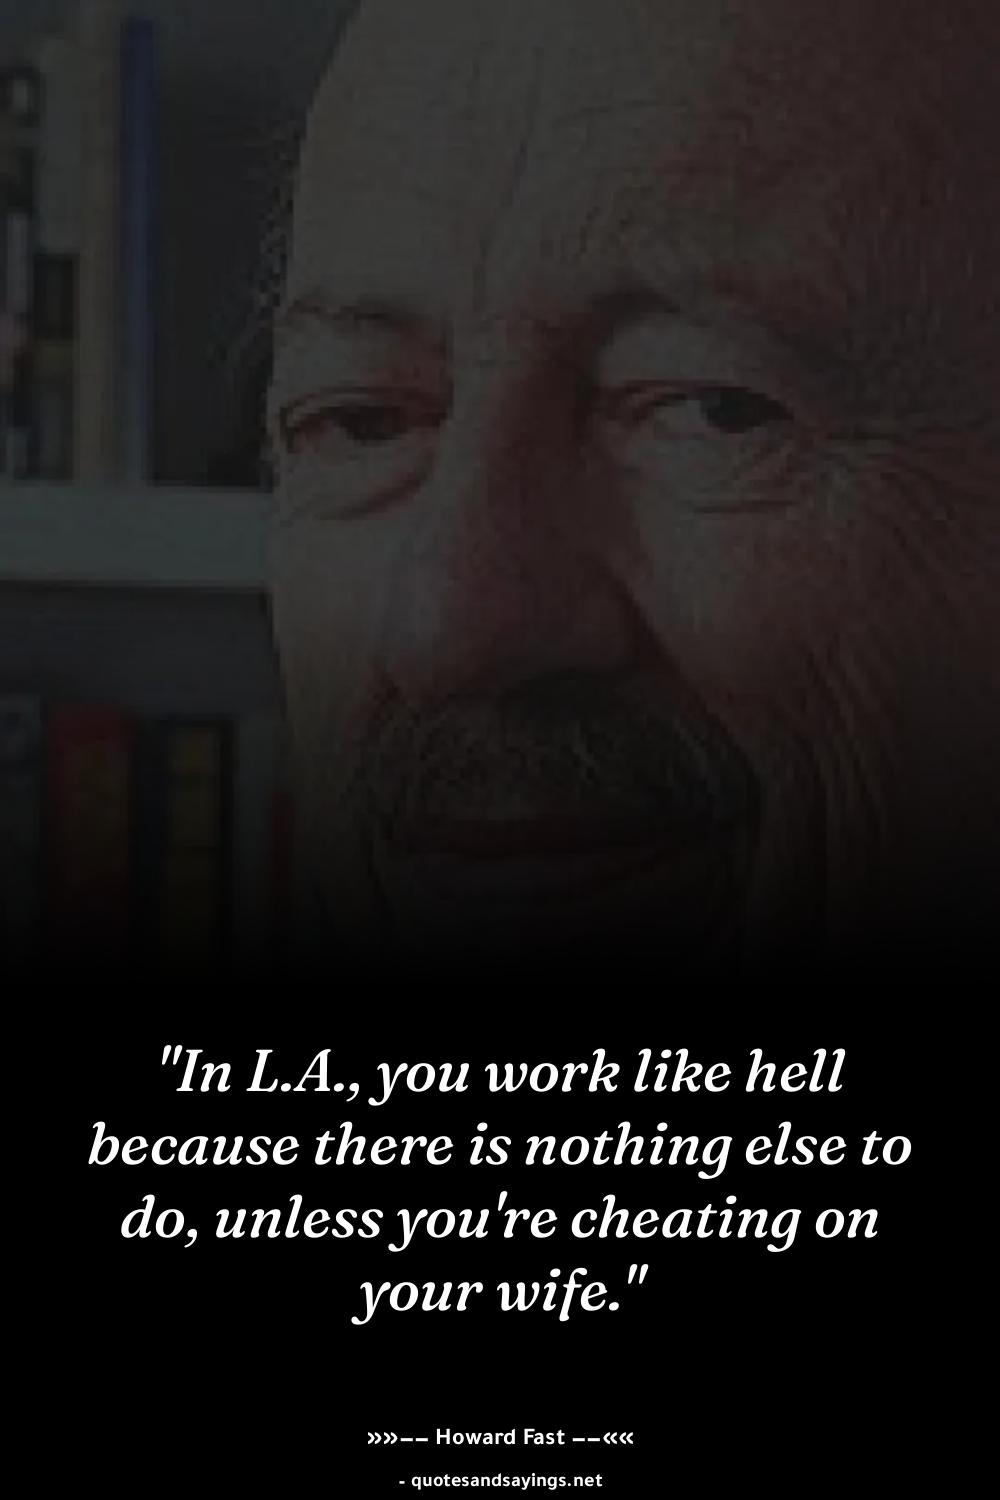 "In L.A., you work like hell
because there is nothing else to
do, unless you're cheating on
your wife."
»»–– Howard Fast ––««
- quotesandsayings.net